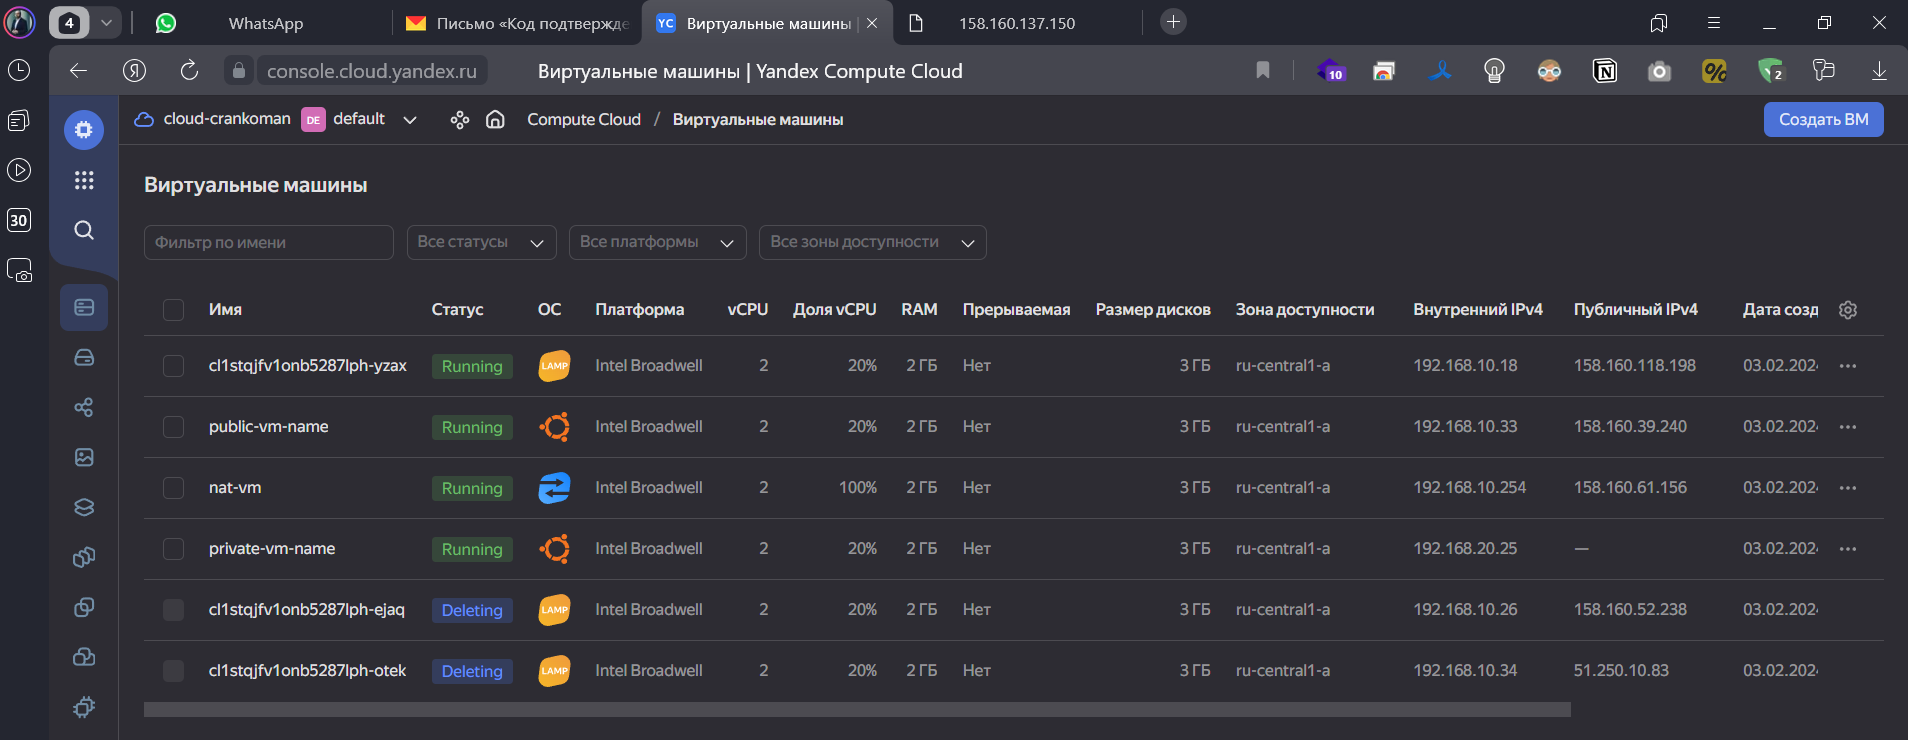 4
WhatsApp
Письмо «Код подтвержде
YC
Виртуальные машины |
158.160.137.150
Я
console.cloud.yandex.ru
Виртуальные машины | Yandex Compute Cloud
10
2
30
cloud-crankoman
DE
default
Compute Cloud / Виртуальные машины
Создать ВМ
Виртуальные машины
Фильтр по имени
Все статусы
Все платформы
Все зоны доступности
Имя Статус ОС Платформа vCPU Доля vCPU RAM Прерываемая Размер дисков Зона доступности Внутренний IPv4 Публичный IPv4 Дата созд
cl1stqjfv1onb5287lph-yzax Running LAMP Intel Broadwell 2 20% 2 ГБ Нет 3 ГБ ru-central1-a 192.168.10.18 158.160.118.198 03.02.202
public-vm-name Running Intel Broadwell 2 20% 2 ГБ Нет 3 ГБ ru-central1-a 192.168.10.33 158.160.39.240 03.02.202
nat-vm Running Intel Broadwell 2 100% 2 ГБ Нет 3 ГБ ru-central1-a 192.168.10.254 158.160.61.156 03.02.202
private-vm-name Running Intel Broadwell 2 20% 2 ГБ Нет 3 ГБ ru-central1-a 192.168.20.25 — 03.02.202
cl1stqjfv1onb5287lph-ejaq Deleting LAMP Intel Broadwell 2 20% 2 ГБ Нет 3 ГБ ru-central1-a 192.168.10.26 158.160.52.238 03.02.202
cl1stqjfv1onb5287lph-otek Deleting LAMP Intel Broadwell 2 20% 2 ГБ Нет 3 ГБ ru-central1-a 192.168.10.34 51.250.10.83 03.02.202